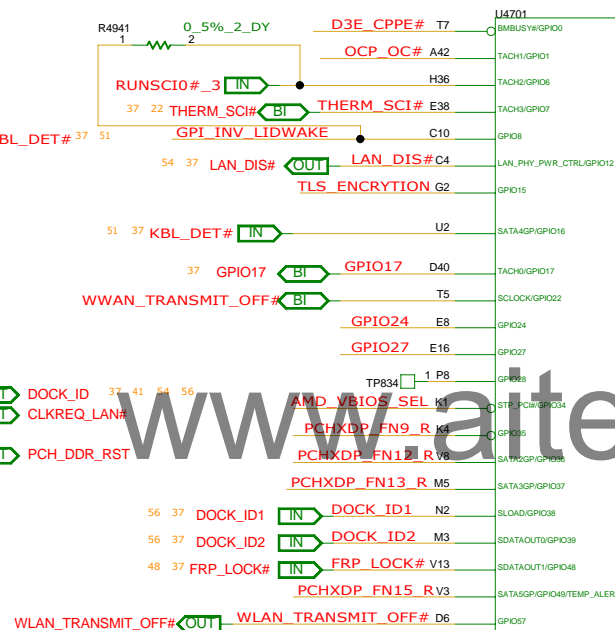 U4701
R4941 0_5%_2_DY D3E_CPPE# T7 BMBUSY#/GPIO0
1 2
OCP_OC# A42 TACH1/GPIO1
RUNSCI0#_3 IN H36 TACH2/GPIO6
37 22 THERM_SCI# BI THERM_SCI# E38 TACH3/GPIO7
BL_DET# 37 51 GPI_INV_LIDWAKE C10 GPIO8
54 37 LAN_DIS# OUT LAN_DIS# C4 LAN_PHY_PWR_CTRL/GPIO12
TLS_ENCRYTION G2 GPIO15
51 37 KBL_DET# IN U2 SATA4GP/GPIO16
37 GPIO17 BI GPIO17 D40 TACH0/GPIO17
WWAN_TRANSMIT_OFF# BI T5 SCLOCK/GPIO22
GPIO24 E8 GPIO24
GPIO27 E16 GPIO27
TP834 1 P8 GPIO28
DOCK_ID 37 41 54 56 AMD_VBIOS_SEL K1 STP_PCI#/GPIO34
CLKREQ_LAN#
www.aite
PCHXDP_FN9_R K4 GPIO35
PCH_DDR_RST PCHXDP_FN12_R V8 SATA2GP/GPIO36
PCHXDP_FN13_R M5 SATA3GP/GPIO37
56 37 DOCK_ID1 IN DOCK_ID1 N2 SLOAD/GPIO38
56 37 DOCK_ID2 IN DOCK_ID2 M3 SDATAOUT0/GPIO39
48 37 FRP_LOCK# IN FRP_LOCK# V13 SDATAOUT1/GPIO48
PCHXDP_FN15_R V3 SATA5GP/GPIO49/TEMP_ALER
WLAN_TRANSMIT_OFF# OUT WLAN_TRANSMIT_OFF# D6 GPIO57